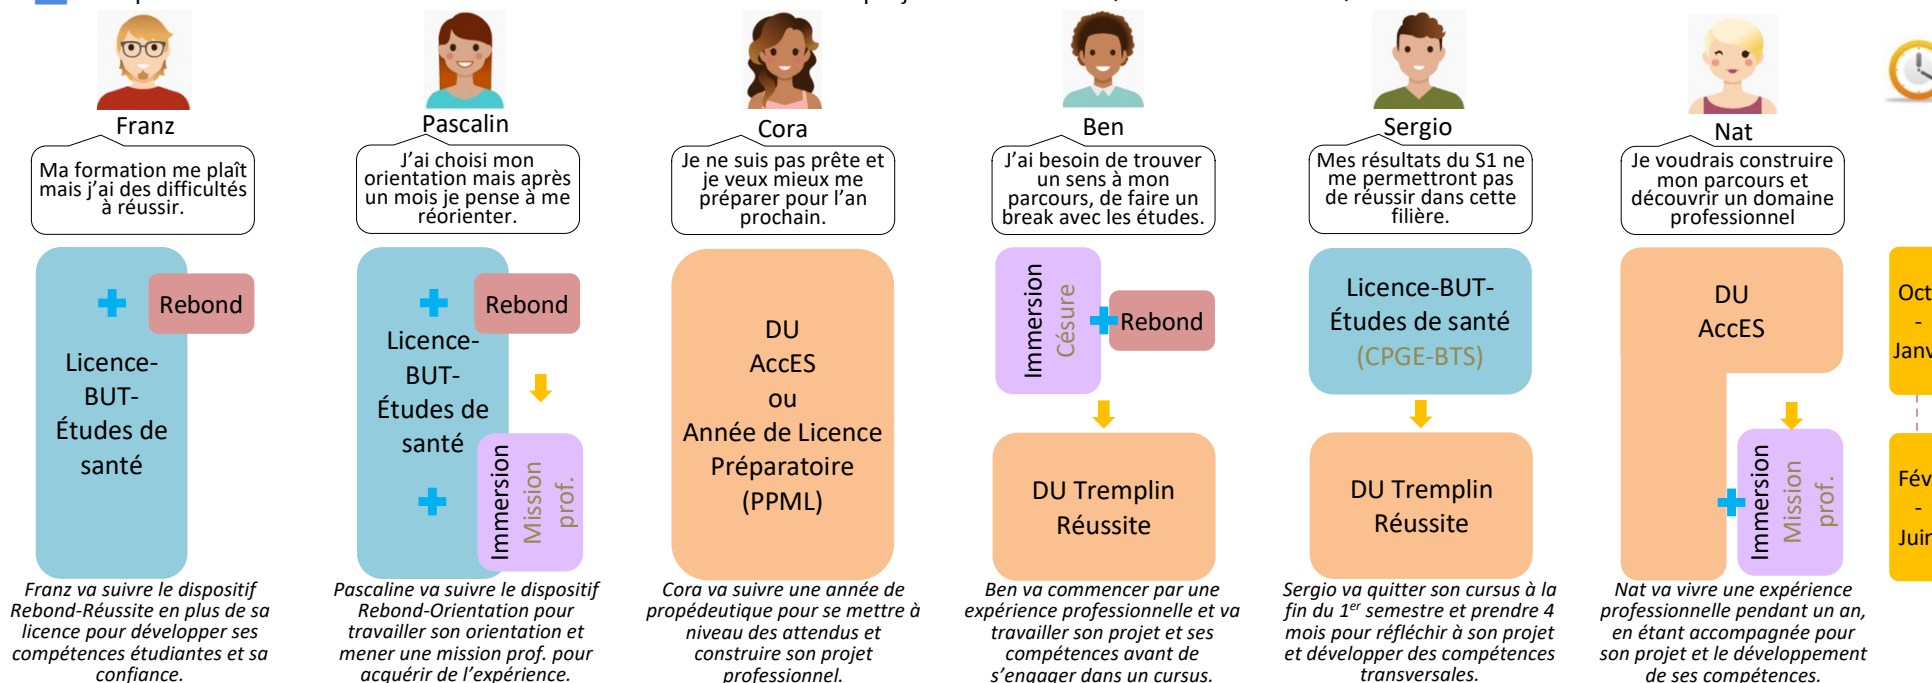 Franz
Ma formation me plaît
mais j’ai des difficultés
à réussir.
Rebond
Licence-
BUT-
Études de
santé
Franz va suivre le dispositif
Rebond-Réussite en plus de sa
licence pour développer ses
compétences étudiantes et sa
confiance.
Pascalin
J’ai choisi mon
orientation mais après
un mois je pense à me
réorienter.
Rebond
Licence-
BUT-
Études de
santé
Immersion
Mission
prof.
Pascaline va suivre le dispositif
Rebond-Orientation pour
travailler son orientation et
mener une mission prof. pour
acquérir de l’expérience.
Cora
Je ne suis pas prête et
je veux mieux me
préparer pour l’an
prochain.
DU
AccES
ou
Année de Licence
Préparatoire
(PPML)
Cora va suivre une année de
propédeutique pour se mettre à
niveau des attendus et
construire son projet
professionnel.
Ben
J’ai besoin de trouver
un sens à mon
parcours, de faire un
break avec les études.
Immersion
Césure
Rebond
DU Tremplin
Réussite
Ben va commencer par une
expérience professionnelle et va
travailler son projet et ses
compétences avant de
s’engager dans un cursus.
Sergio
Mes résultats du S1 ne
me permettront pas
de réussir dans cette
filière.
Licence-BUT-
Études de santé
(CPGE-BTS)
DU Tremplin
Réussite
Sergio va quitter son cursus à la
fin du 1er semestre et prendre 4
mois pour réfléchir à son projet
et développer des compétences
transversales.
Nat
Je voudrais construire
mon parcours et
découvrir un domaine
professionnel
DU
AccES
Immersion
Mission
prof.
Nat va vivre une expérience
professionnelle pendant un an,
en étant accompagnée pour
son projet et le développement
de ses compétences.
Oct
-
Janv
Fév
-
Juin